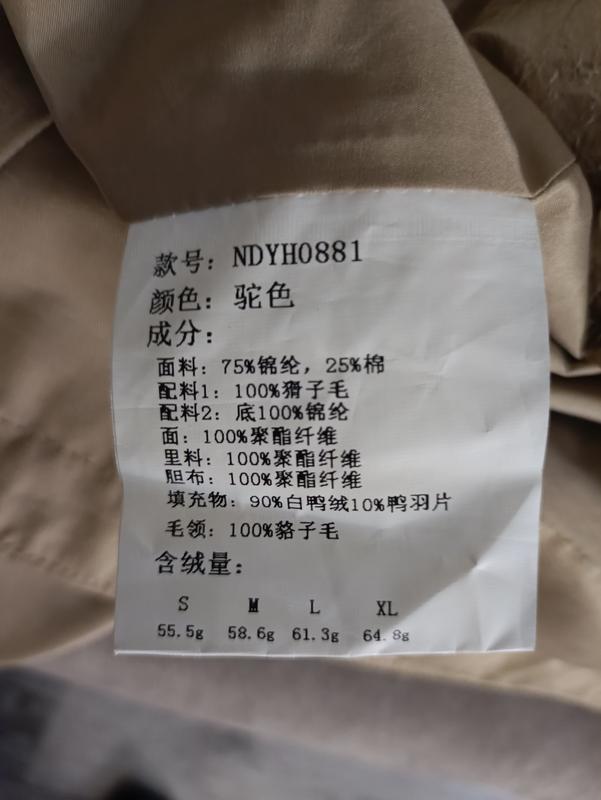 款号：NDYH0881
颜色：驼色
成分：
面料：75%锦纶，25%棉
配料1：100%猾子毛
配料2：底100%锦纶
面：100%聚酯纤维
里料：100%聚酯纤维
胆布：100%聚酯纤维
填充物：90%白鸭绒10%鸭羽片
毛领：100%貉子毛
含绒量：
S M L XL
55.5g 58.6g 61.3g 64.8g